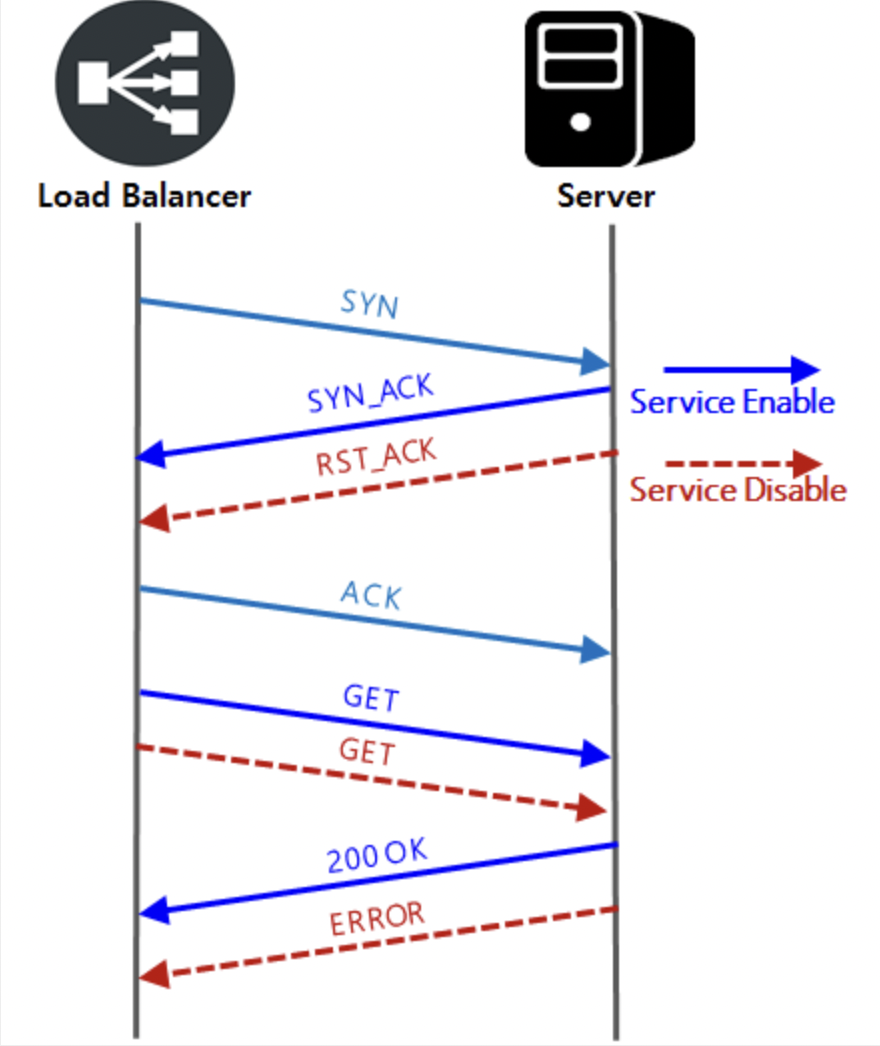 Load Balancer
Server
SYN
SYN_ACK
Service Enable
RST_ACK
Service Disable
ACK
GET
GET
200 OK
ERROR